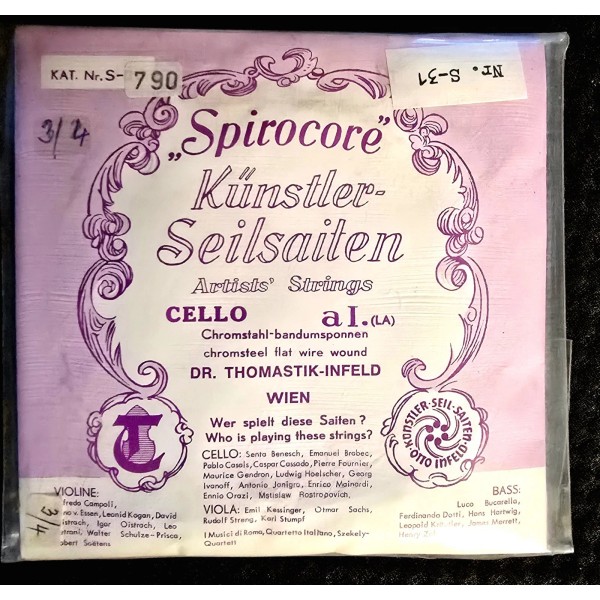 KAT. Nr. S-790
Nr. S-31
3/4
„Spirocore"
Künstler-
Seilsaiten
Artists' Strings
CELLO a I. (LA)
Chromstahl-bandumsponnen
chromsteel flat wire wound
DR. THOMASTIK-INFELD
WIEN
T
KÜNSTLER-SEIL-SAITEN
OTTO INFELD
Wer spielt diese Saiten?
Who is playing these strings?
CELLO: Senta Benesch, Emanuel Brabec,
Pablo Casals, Caspar Cassado, Pierre Fournier,
Maurice Gendron, Ludwig Hoelscher, Georg
Ivanoff, Antonio Janigro, Enrico Mainardi,
Ennio Orazi, Mstislaw Rostropovich,
VIOLA: Emil Kessinger, Otmar Sachs,
Rudolf Streng, Karl Stumpf
I Musici di Roma, Quartetto Italiano, Szekely-
Quartett
VIOLINE:
Campoli,
v. Essen, Leonid Kogan, David
Igor Oistrach, Leo
Walter Schulze-Prisca,
Soëtens
3/4
BASS:
Luco Bucarella,
Ferdinando Dotti, Hans Hartwig,
Leopold James Merrett,
Henry